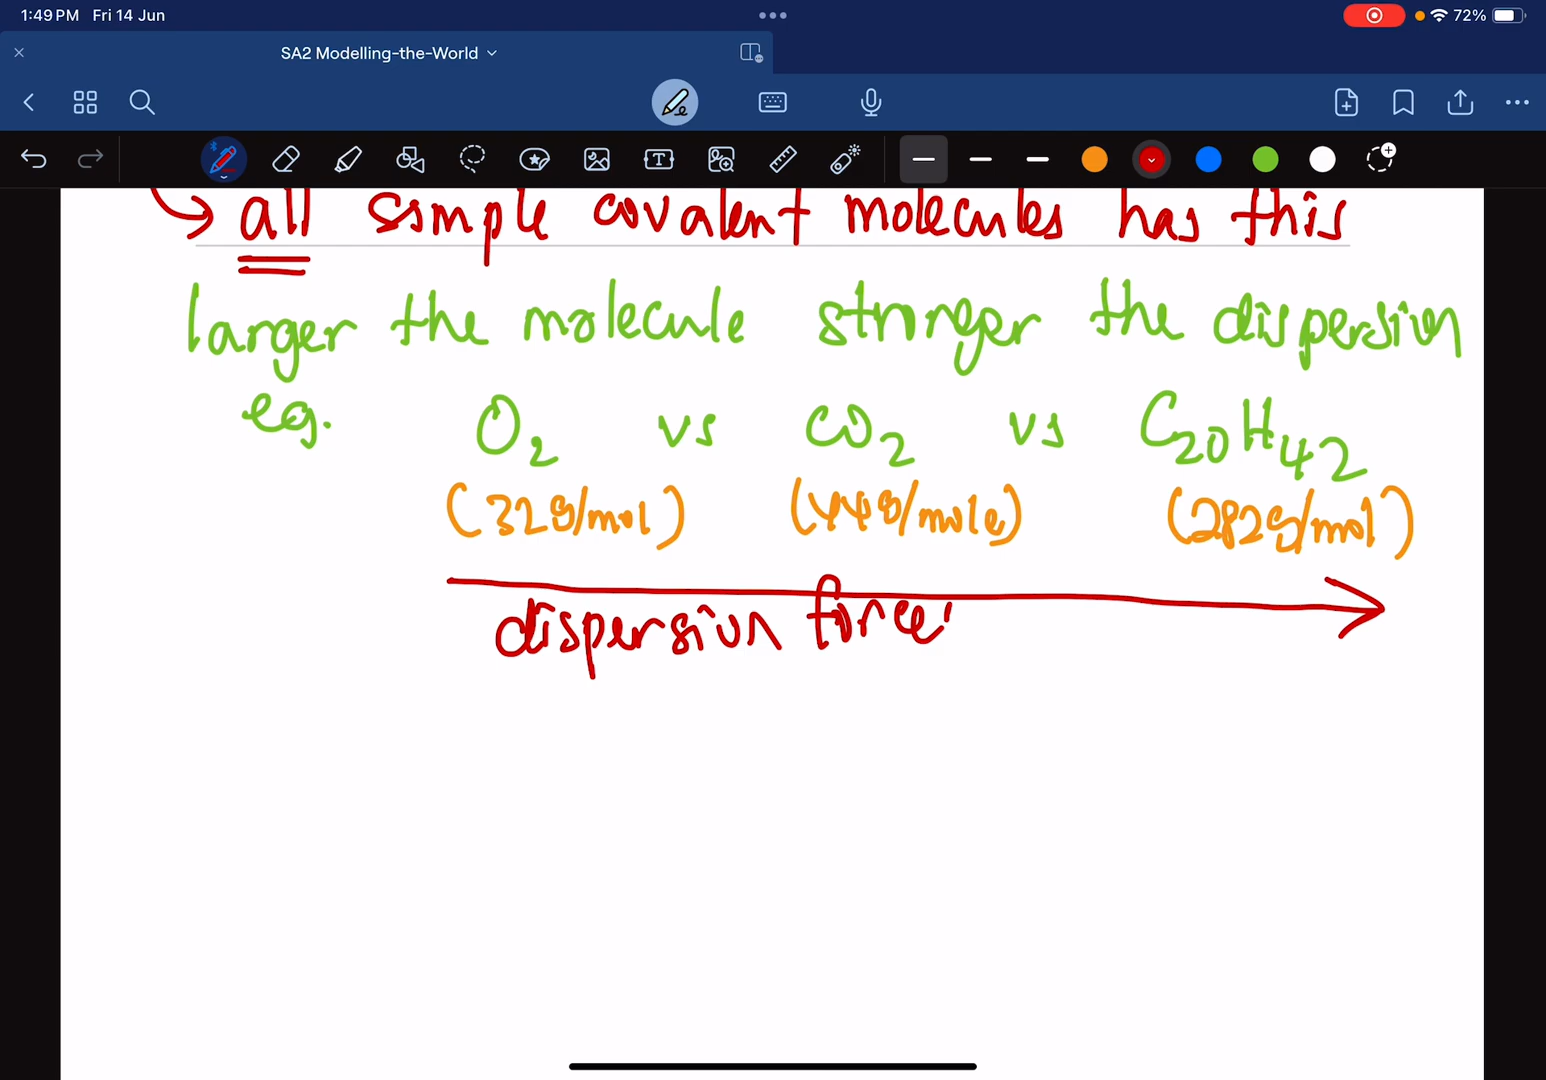 1:49 PM Fri 14 Jun
72%
SA2 Modelling-the-World
all simple covalent molecules has this
larger the molecule stronger the dispersion
eg. O₂ vs CO₂ vs C₂₀H₄₂
(32g/mol) (44g/mole) (282g/mol)
dispersion force